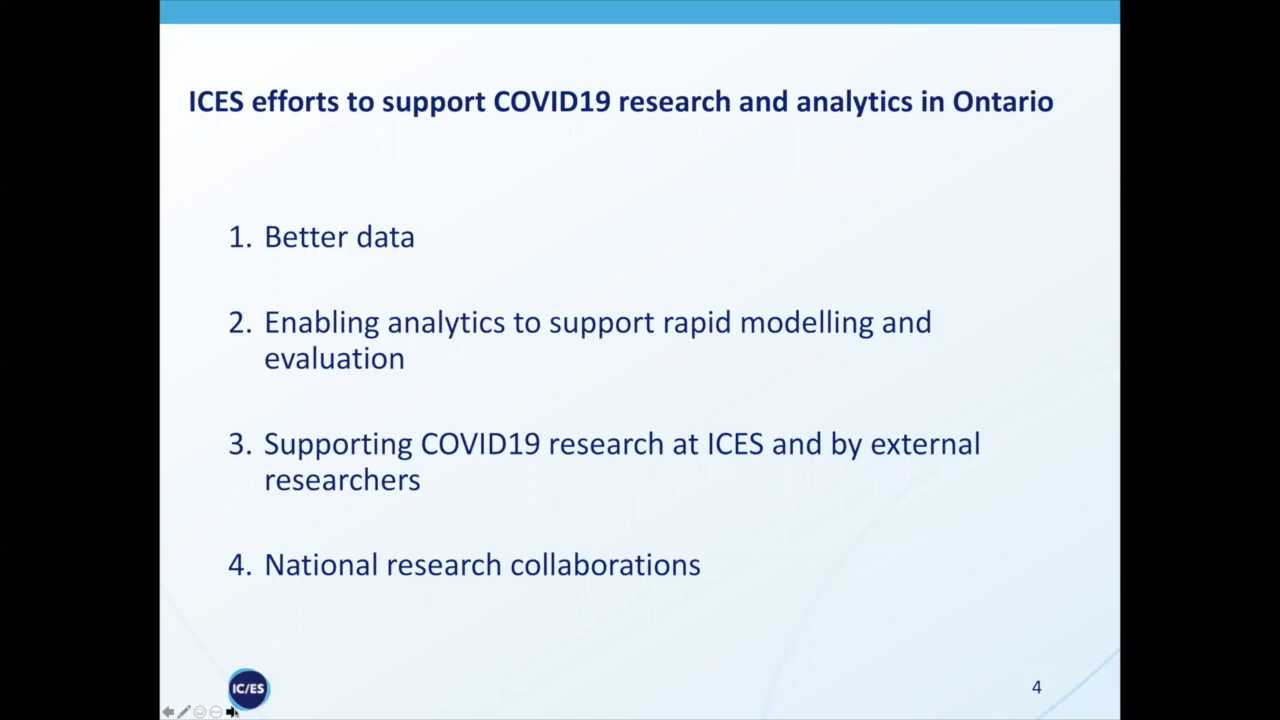 ICES efforts to support COVID19 research and analytics in Ontario
1. Better data
2. Enabling analytics to support rapid modelling and
evaluation
3. Supporting COVID19 research at ICES and by external
researchers
4. National research collaborations
IC/ES
4